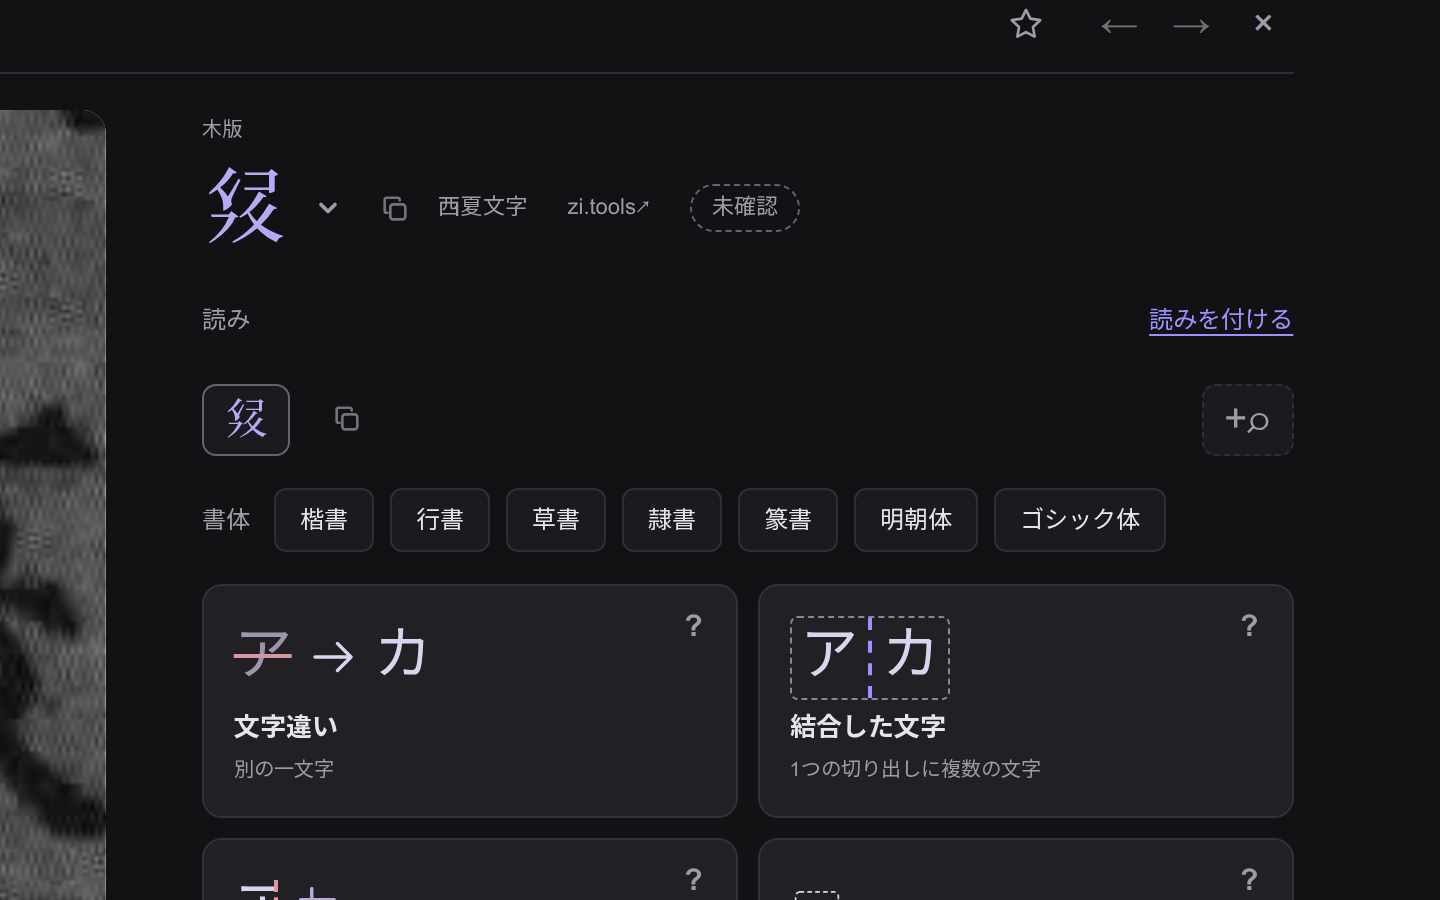 木版
西夏文字 zi.tools↗ 未確認
読み 読みを付ける
書体 楷書 行書 草書 隷書 篆書 明朝体 ゴシック体
ア → カ ?
文字違い
別の一文字
ア カ ?
結合した文字
1つの切り出しに複数の文字
?
?